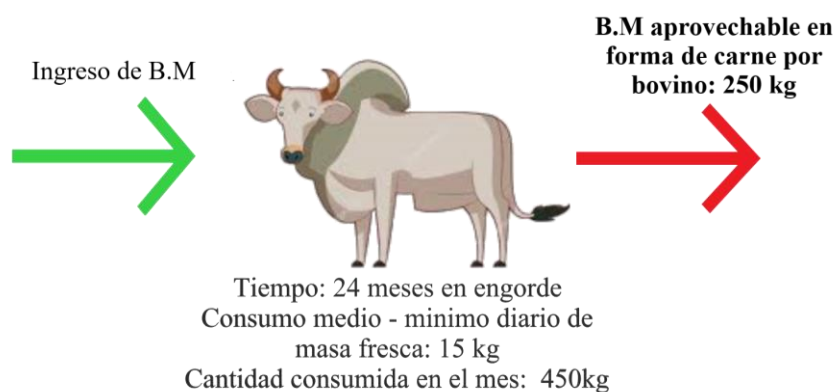 Ingreso de B.M
B.M aprovechable en
forma de carne por
bovino: 250 kg
Tiempo: 24 meses en engorde
Consumo medio - minimo diario de
masa fresca: 15 kg
Cantidad consumida en el mes: 450kg